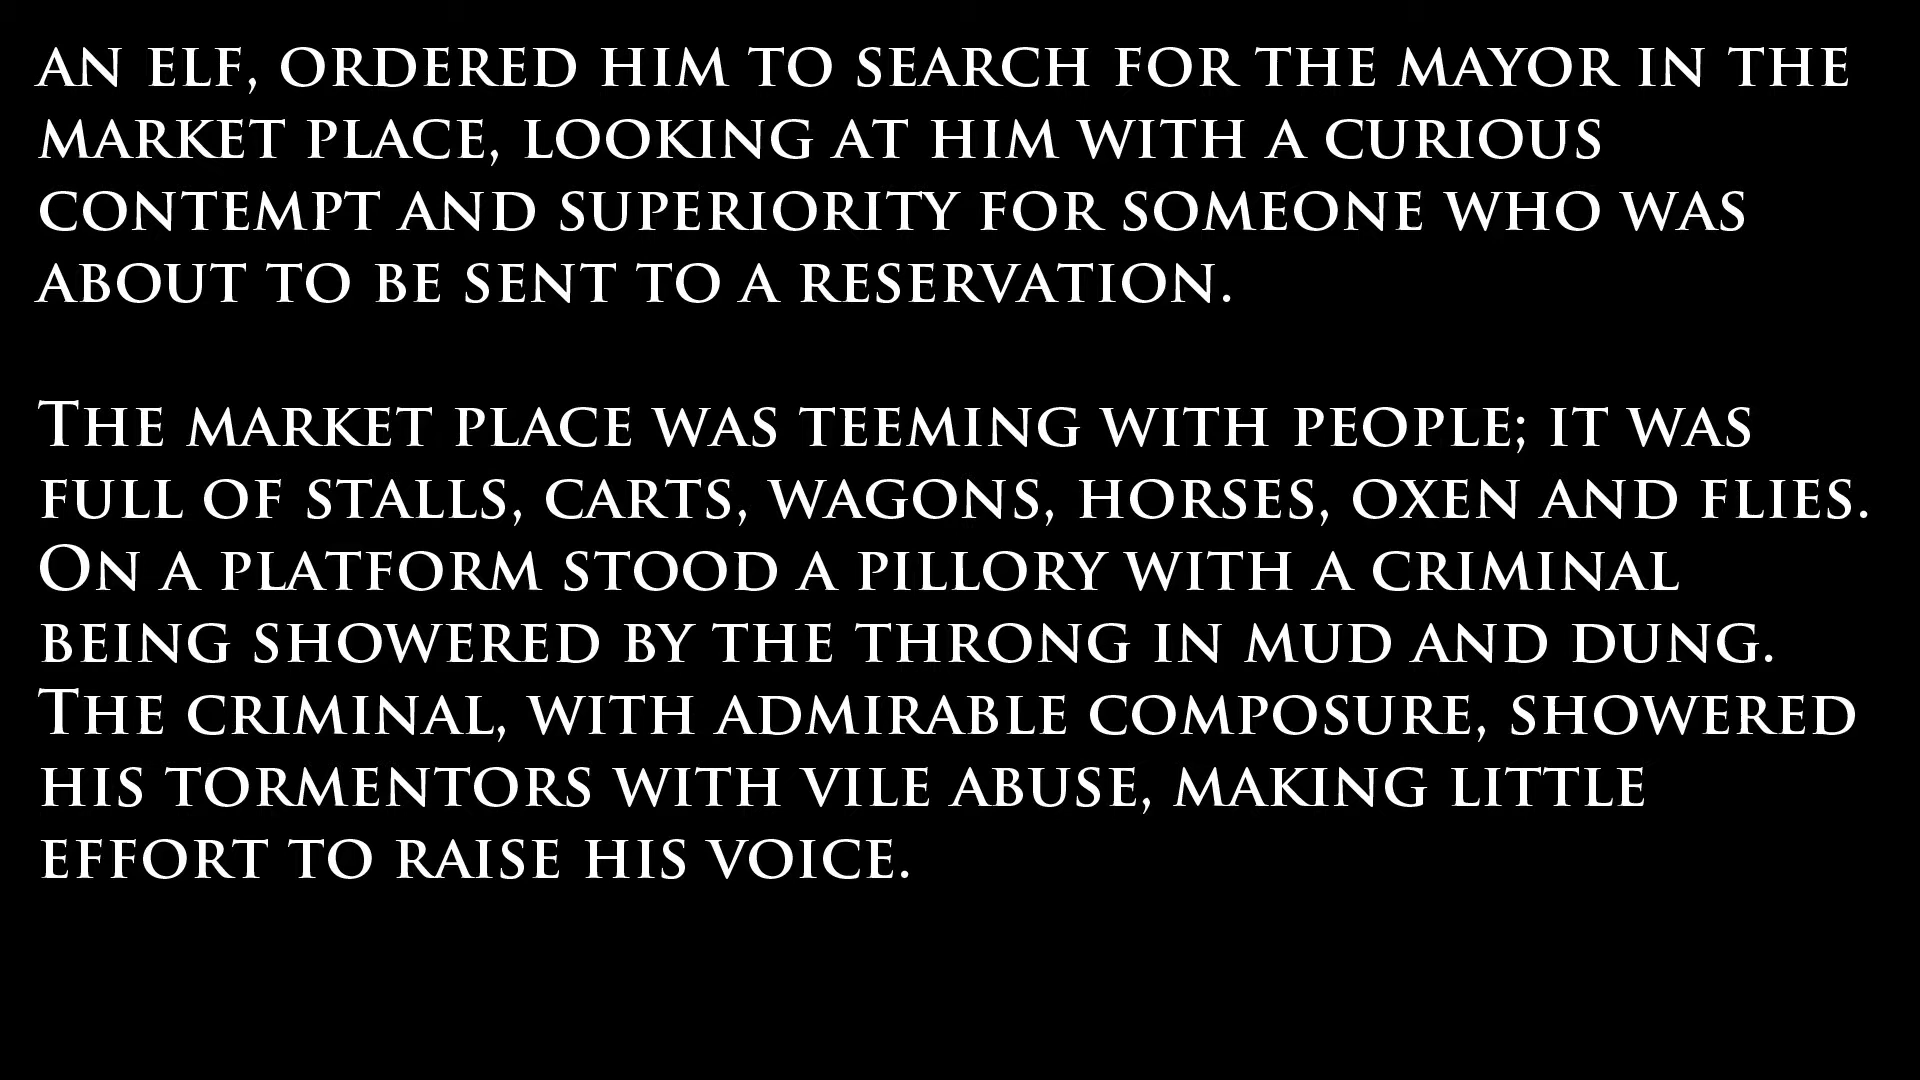 an elf, ordered him to search for the mayor in the
market place, looking at him with a curious
contempt and superiority for someone who was
about to be sent to a reservation.
The market place was teeming with people; it was
full of stalls, carts, wagons, horses, oxen and flies.
On a platform stood a pillory with a criminal
being showered by the throng in mud and dung.
The criminal, with admirable composure, showered
his tormentors with vile abuse, making little
effort to raise his voice.